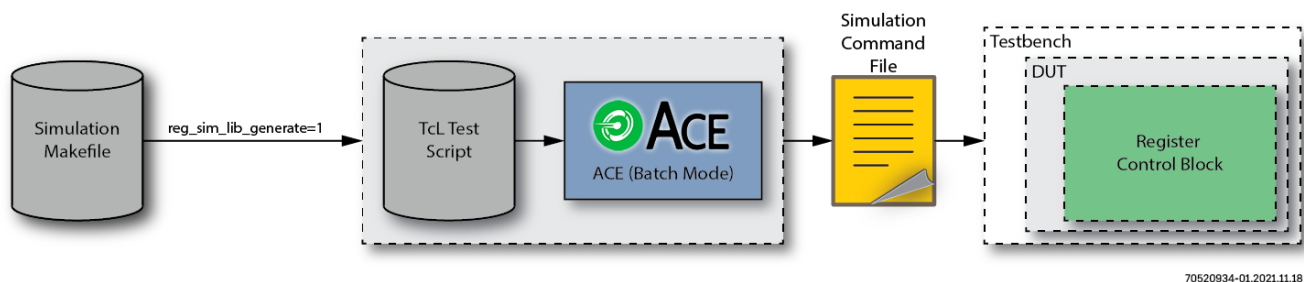 Simulation
Makefile
reg_sim_lib_generate=1
TcL Test
Script
ACE
ACE (Batch Mode)
Simulation
Command
File
Testbench
DUT
Register
Control Block
70520934-01.2021.11.18